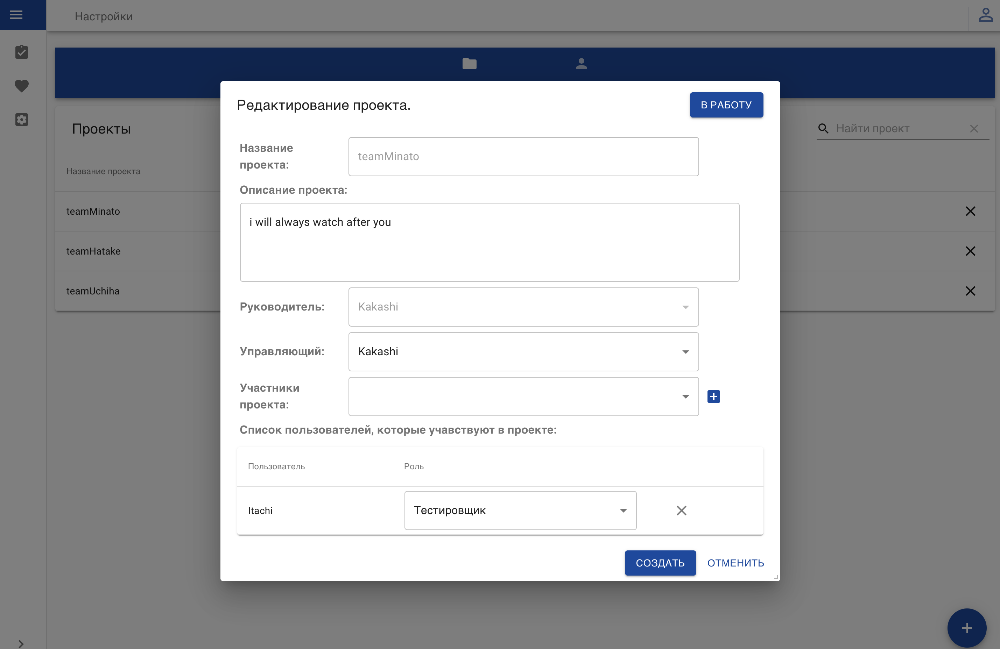 Настройки
Редактирование проекта.
В РАБОТУ
Проекты
Найти проект
Название проекта
teamMinato
teamHatake
teamUchiha
Название
проекта:
teamMinato
Описание проекта:
i will always watch after you
Руководитель:
Kakashi
Управляющий:
Kakashi
Участники
проекта:
Список пользователей, которые учавствуют в проекте:
Пользователь
Роль
Itachi
Тестировщик
СОЗДАТЬ
ОТМЕНИТЬ